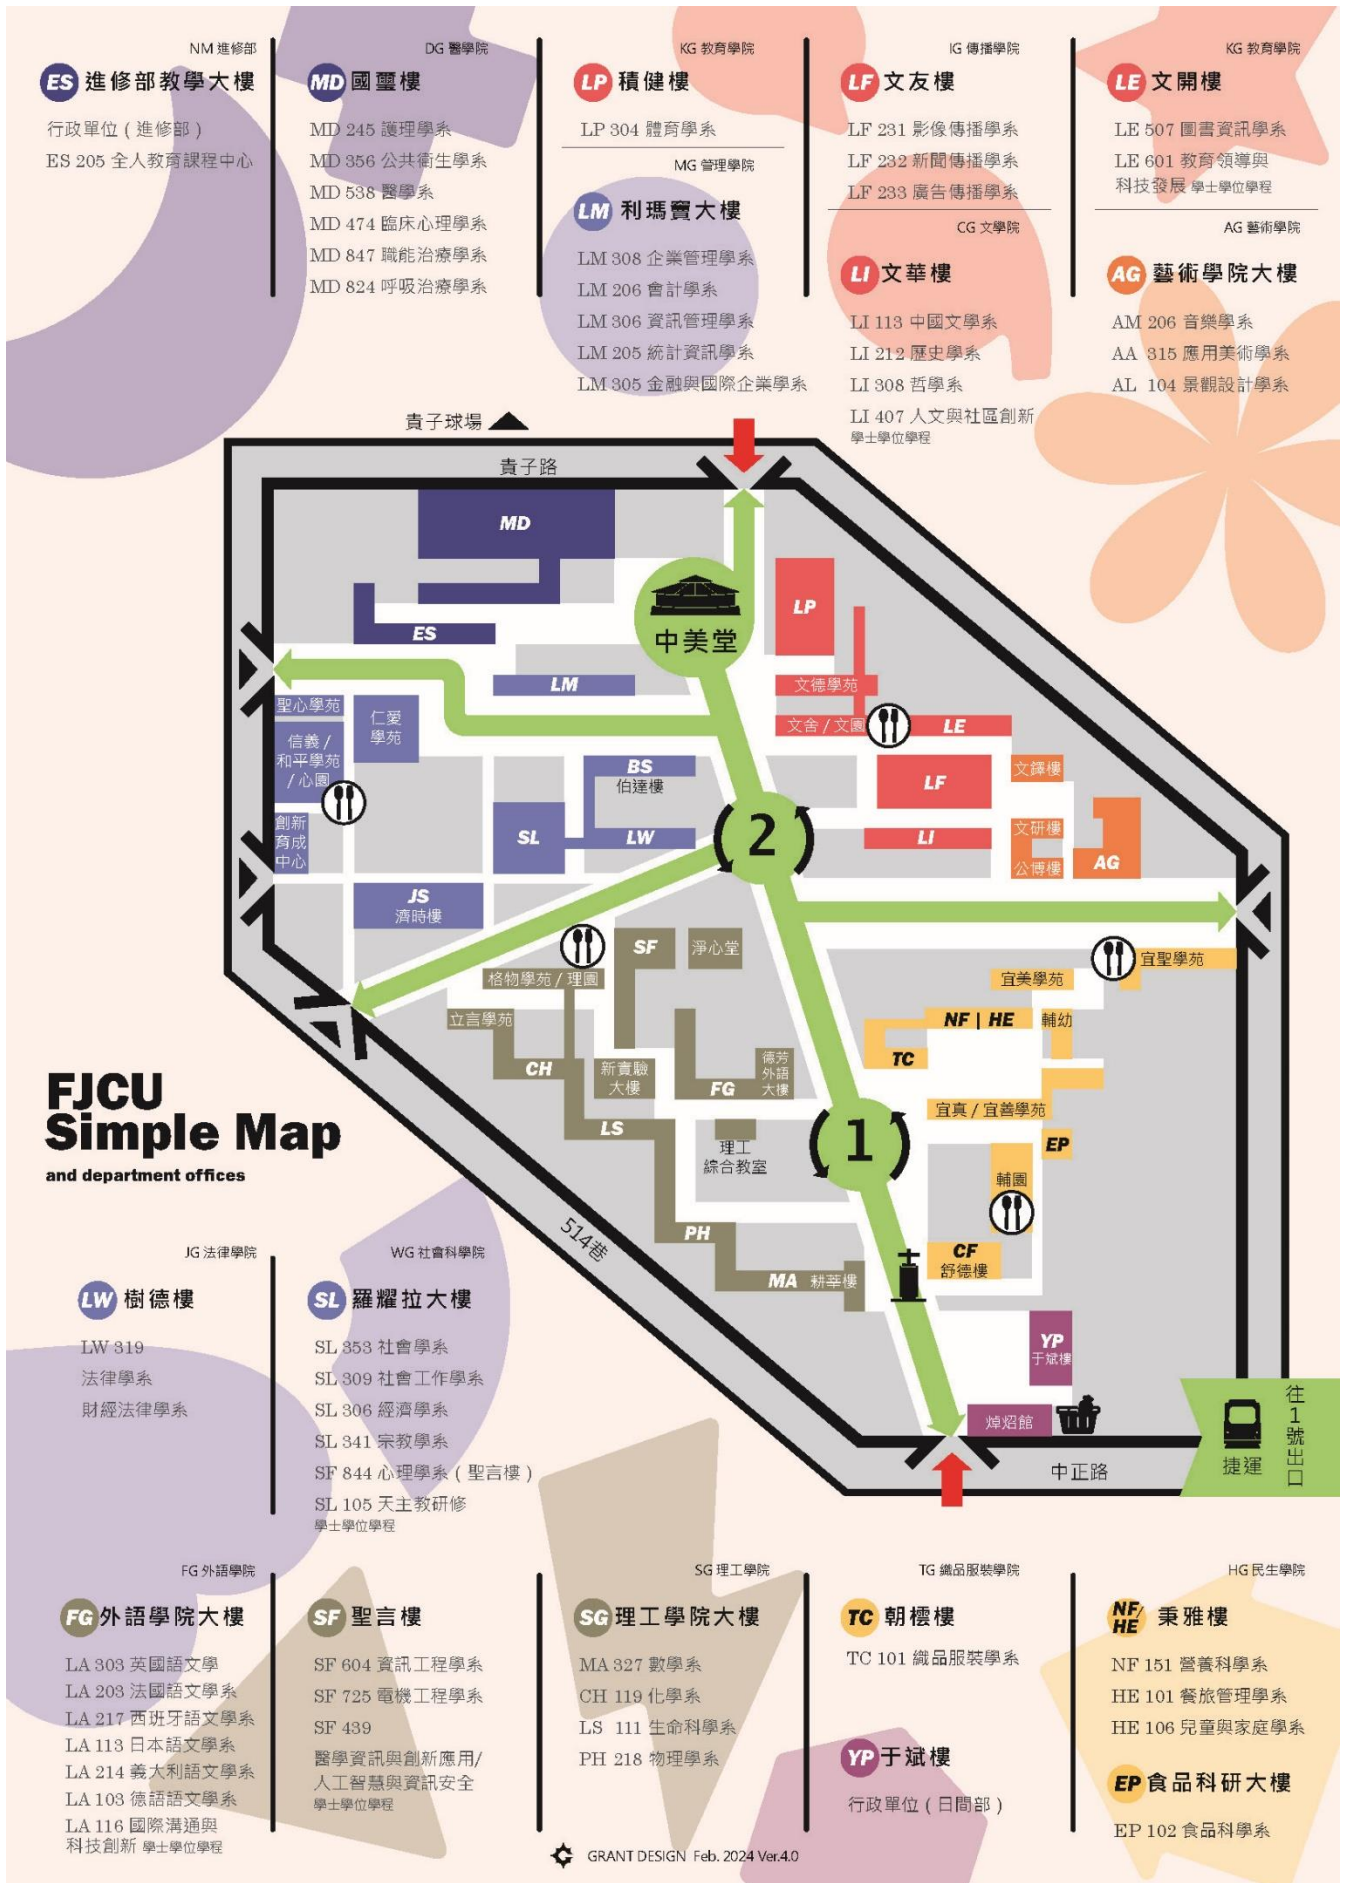 NM 進修部
ES 進修部教學大樓
行政單位 ( 進修部 )
ES 205 全人教育課程中心
DG 醫學院
MD 國璽樓
MD 245 護理學系
MD 356 公共衛生學系
MD 538 醫學系
MD 474 臨床心理學系
MD 847 職能治療學系
MD 824 呼吸治療學系
KG 教育學院
LP 積健樓
LP 304 體育學系
MG 管理學院
LM 利瑪竇大樓
LM 308 企業管理學系
LM 206 會計學系
LM 306 資訊管理學系
LM 205 統計資訊學系
LM 305 金融與國際企業學系
IG 傳播學院
LF 文友樓
LF 231 影像傳播學系
LF 232 新聞傳播學系
LF 233 廣告傳播學系
CG 文學院
LI 文華樓
LI 113 中國文學系
LI 212 歷史學系
LI 308 哲學系
LI 407 人文與社區創新
學士學位學程
KG 教育學院
LE 文開樓
LE 507 圖書資訊學系
LE 601 教育領導與
科技發展 學士學位學程
AG 藝術學院
AG 藝術學院大樓
AM 206 音樂學系
AA 315 應用美術學系
AL 104 景觀設計學系
貴子球場
貴子路
MD
ES
LM
中美堂
LP
文德學苑
文舍 / 文園
LE
聖心學苑
仁愛
學苑
信義 /
和平學苑
/ 心園
創新
育成
中心
BS
伯達樓
SL
LW
2
LF
LI
文鐸樓
文研樓
公博樓
AG
JS
濟時樓
SF
淨心堂
格物學苑 / 理園
立言學苑
宜聖學苑
宜美學苑
NF | HE
輔幼
TC
CH
新實驗
大樓
FG
德芳
外語
大樓
宜真 / 宜善學苑
LS
理工
綜合教室
1
EP
輔園
PH
CF
舒德樓
MA 耕莘樓
514巷
YP
于斌樓
焯炤館
中正路
捷運
往1號出口
FJCU
Simple Map
and department offices
JG 法律學院
LW 樹德樓
LW 319
法律學系
財經法律學系
WG 社會科學院
SL 羅耀拉大樓
SL 353 社會學系
SL 309 社會工作學系
SL 306 經濟學系
SL 341 宗教學系
SF 844 心理學系 ( 聖言樓 )
SL 105 天主教研修
學士學位學程
FG 外語學院
FG 外語學院大樓
LA 303 英國語文學
LA 203 法國語文學系
LA 217 西班牙語文學系
LA 113 日本語文學系
LA 214 義大利語文學系
LA 103 德語語文學系
LA 116 國際溝通與
科技創新 學士學位學程
SF 聖言樓
SF 604 資訊工程學系
SF 725 電機工程學系
SF 439
醫學資訊與創新應用/
人工智慧與資訊安全
學士學位學程
SG 理工學院
SG 理工學院大樓
MA 327 數學系
CH 119 化學系
LS 111 生命科學系
PH 218 物理學系
TG 織品服裝學院
TC 朝橒樓
TC 101 織品服裝學系
YP 于斌樓
行政單位 ( 日間部 )
HG 民生學院
NF/
HE 秉雅樓
NF 151 營養科學系
HE 101 餐旅管理學系
HE 106 兒童與家庭學系
EP 食品科研大樓
EP 102 食品科學系
GRANT DESIGN Feb. 2024 Ver.4.0